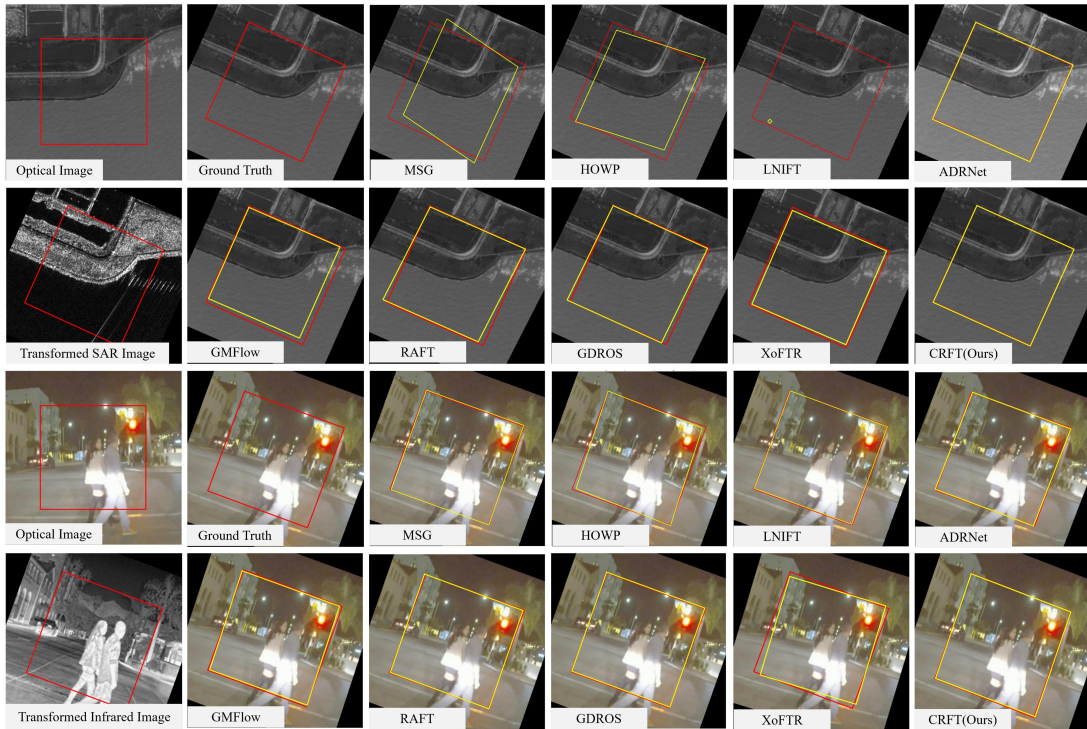 Optical Image
Ground Truth
MSG
HOWP
LNIFT
ADRNet
Transformed SAR Image
GMFlow
RAFT
GDROS
XoFTR
CRFT(Ours)
Optical Image
Ground Truth
MSG
HOWP
LNIFT
ADRNet
Transformed Infrared Image
GMFlow
RAFT
GDROS
XoFTR
CRFT(Ours)